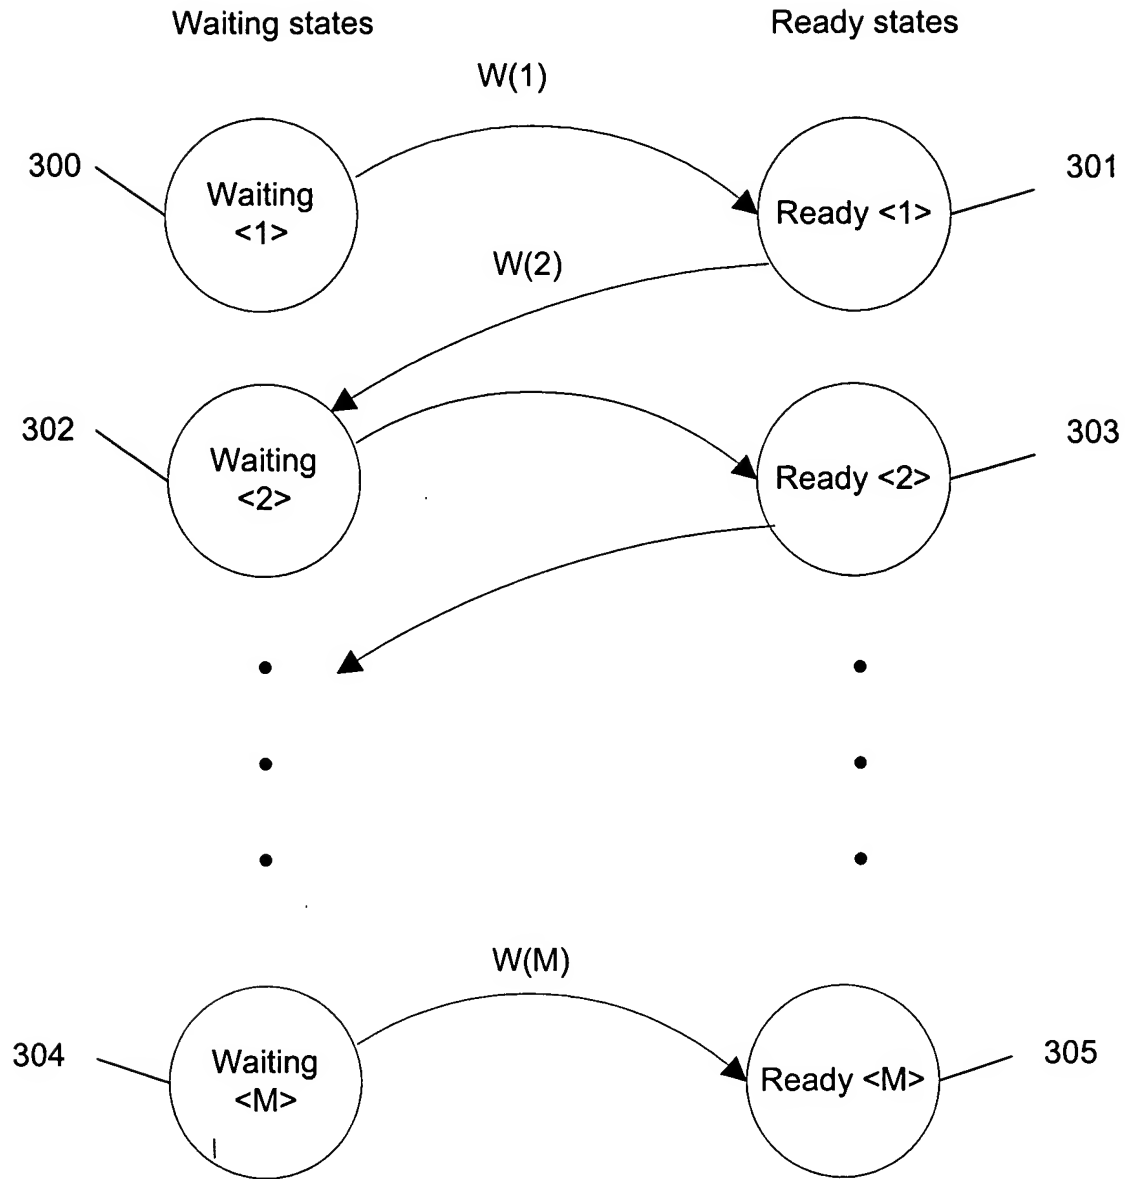 Waiting states
Ready states
W(1)
300
Waiting
<1>
Ready <1>
301
W(2)
302
Waiting
<2>
Ready <2>
303
W(M)
304
Waiting
<M>
Ready <M>
305